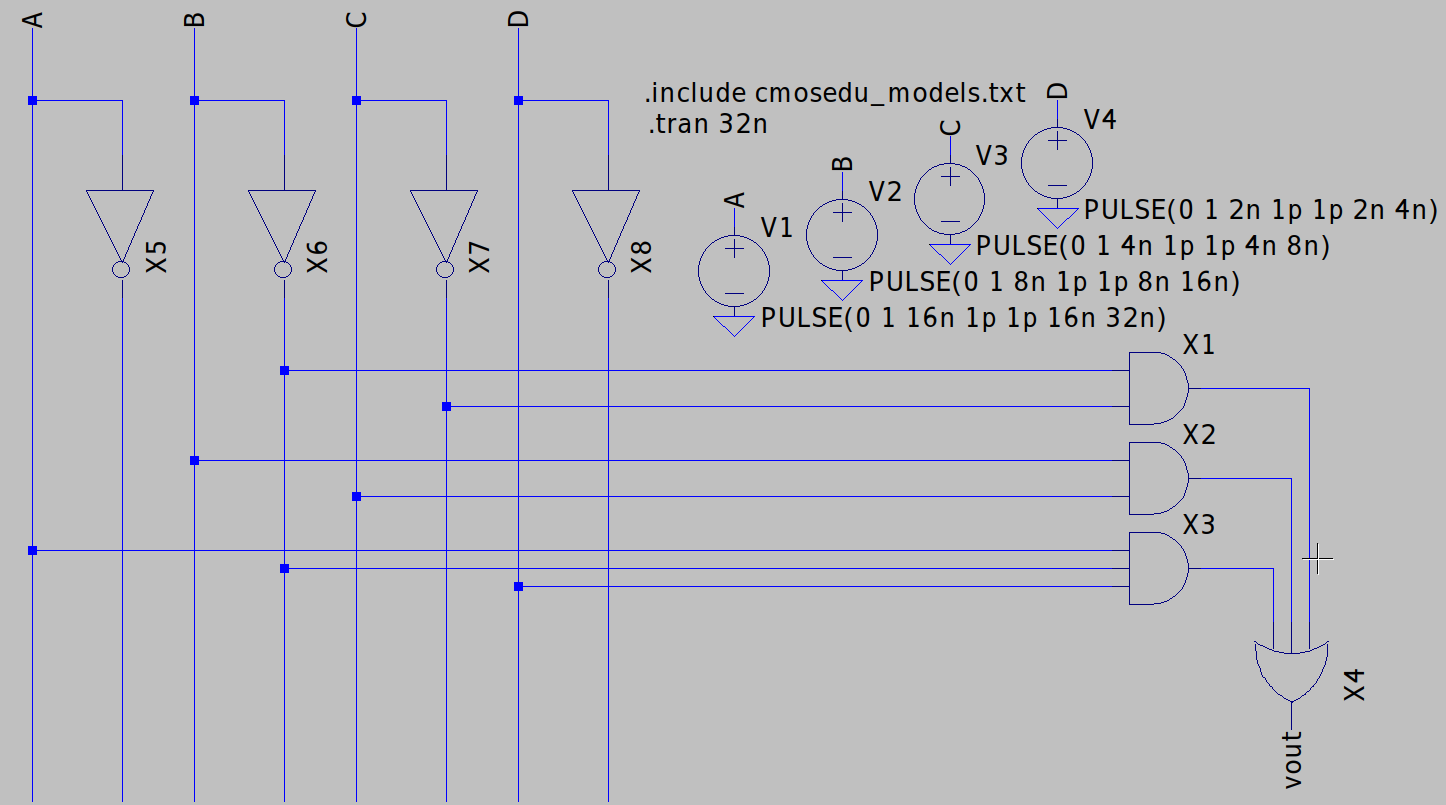 A
B
C
D
.include cmosedu_models.txt
.tran 32n
D
V4
C
V3
B
V2
A
V1
PULSE(0 1 2n 1p 1p 2n 4n)
PULSE(0 1 4n 1p 1p 4n 8n)
PULSE(0 1 8n 1p 1p 8n 16n)
PULSE(0 1 16n 1p 1p 16n 32n)
X5
X6
X7
X8
X1
X2
X3
X4
vout